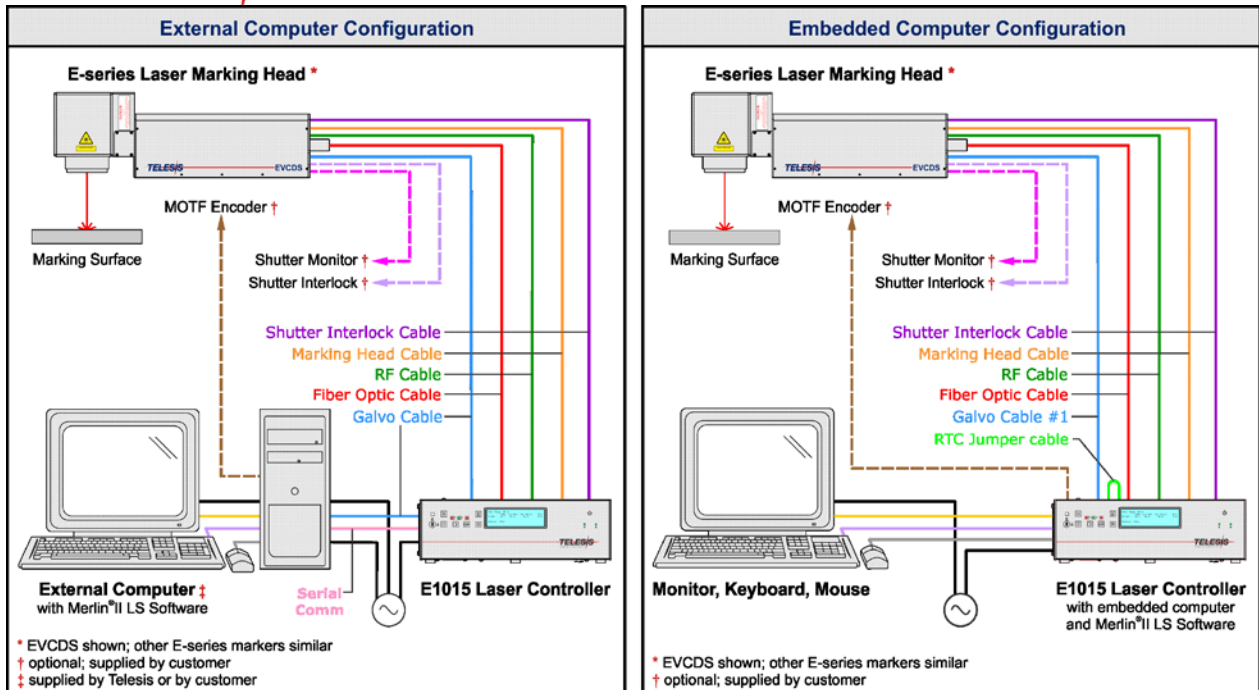 External Computer Configuration
E-series Laser Marking Head *
TELESIS EVCDS
MOTF Encoder †
Marking Surface
Shutter Monitor †
Shutter Interlock †
Shutter Interlock Cable
Marking Head Cable
RF Cable
Fiber Optic Cable
Galvo Cable
TELESIS
External Computer ‡
with Merlin®II LS Software
Serial
Comm
E1015 Laser Controller
* EVCDS shown; other E-series markers similar
† optional; supplied by customer
‡ supplied by Telesis or by customer
Embedded Computer Configuration
E-series Laser Marking Head *
TELESIS EVCDS
MOTF Encoder †
Marking Surface
Shutter Monitor †
Shutter Interlock †
Shutter Interlock Cable
Marking Head Cable
RF Cable
Fiber Optic Cable
Galvo Cable #1
RTC Jumper cable
TELESIS
Monitor, Keyboard, Mouse
E1015 Laser Controller
with embedded computer
and Merlin®II LS Software
* EVCDS shown; other E-series markers similar
† optional; supplied by customer